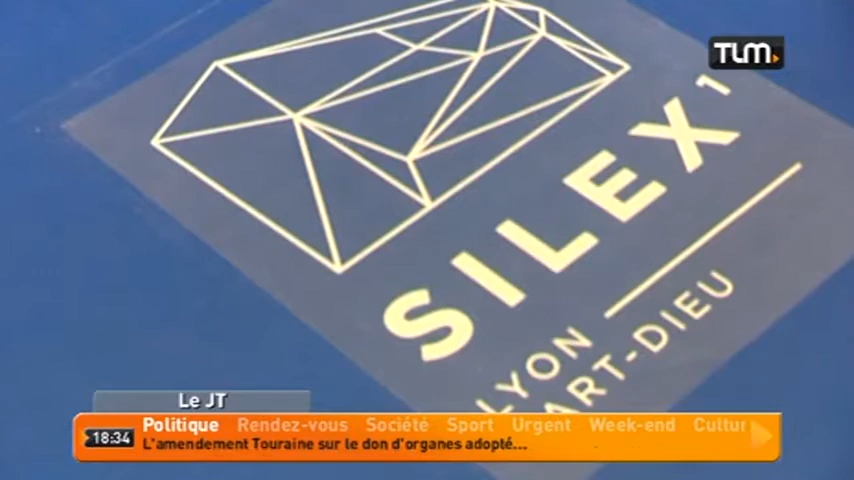 TLM
SILEX¹
LYON
ART-DIEU
Le JT
18:34
Politique Rendez-vous Société Sport Urgent Week-end Cultur
L'amendement Touraine sur le don d'organes adopté...